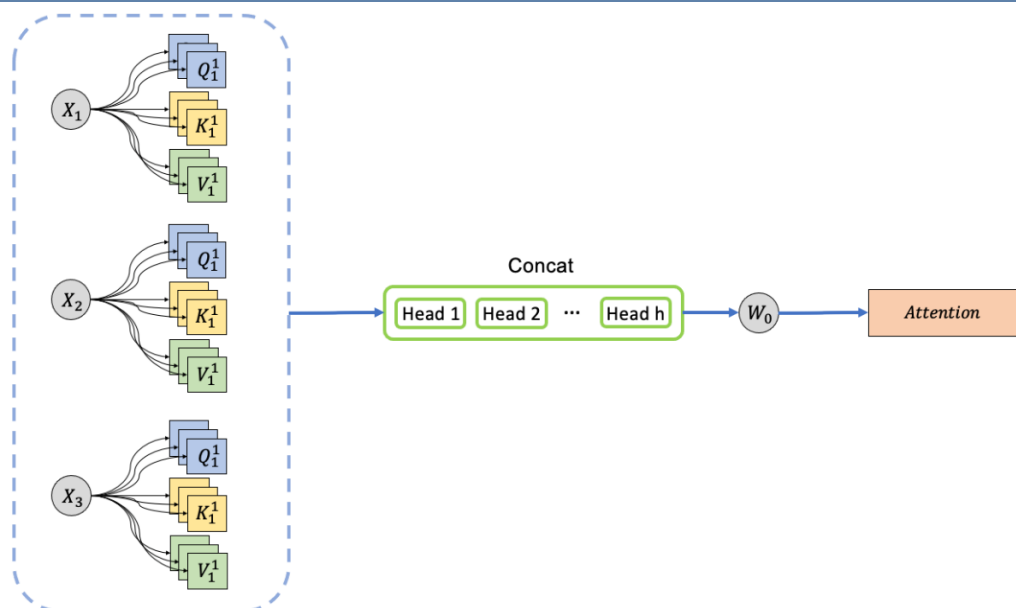 Q₁¹
X₁
K₁¹
V₁¹
Q₁¹
X₂
K₁¹
V₁¹
Concat
Head 1 Head 2 ... Head h
W₀
Attention
Q₁¹
X₃
K₁¹
V₁¹